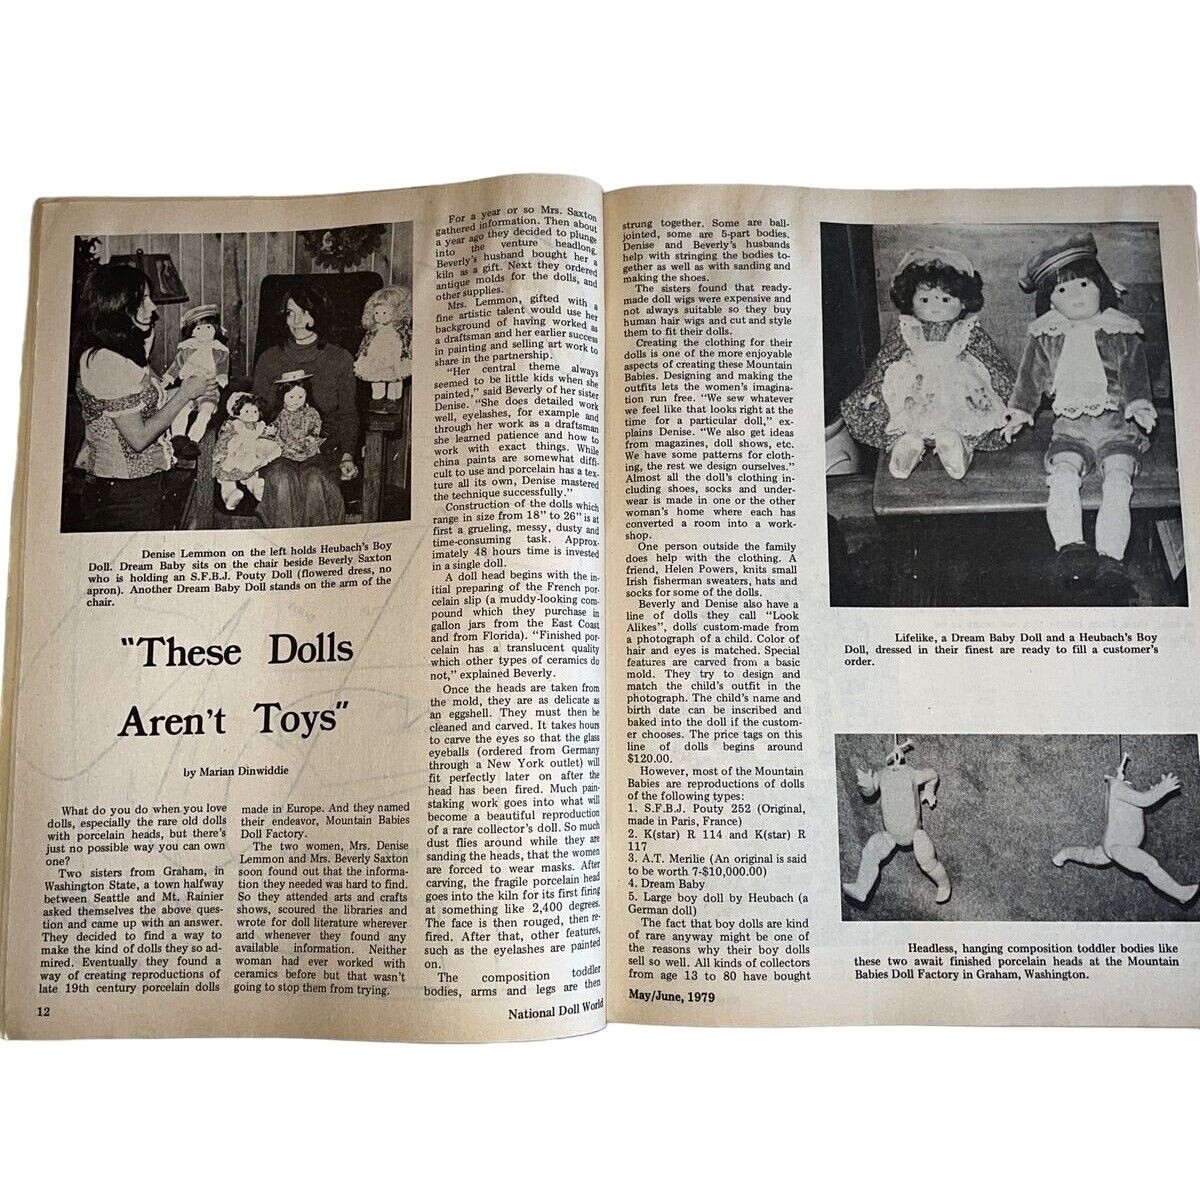 Denise Lemmon on the left holds Heubach's Boy
Doll. Dream Baby sits on the chair beside Beverly Saxton
who is holding an S.F.B.J. Pouty Doll (flowered dress, no
apron). Another Dream Baby Doll stands on the arm of the
chair.
"These Dolls
Aren't Toys"
by Marian Dinwiddie
What do you do when you love
dolls, especially the rare old dolls
with porcelain heads, but there's
just no possible way you can own
one?
Two sisters from Graham, in
Washington State, a town halfway
between Seattle and Mt. Rainier
asked themselves the above ques-
tion and came up with an answer.
They decided to find a way to
make the kind of dolls they so ad-
mired. Eventually they found a
way of creating reproductions of
late 19th century porcelain dolls
made in Europe. And they named
their endeavor, Mountain Babies
Doll Factory.
The two women, Mrs. Denise
Lemmon and Mrs. Beverly Saxton
soon found out that the informa-
tion they needed was hard to find.
So they attended arts and crafts
shows, scoured the libraries and
wrote for doll literature wherever
and whenever they found any
available information. Neither
woman had ever worked with
ceramics before but that wasn't
going to stop them from trying.
For a year or so Mrs. Saxton
gathered information. Then about
a year ago they decided to plunge
into the venture headlong.
Beverly's husband bought her a
kiln as a gift. Next they ordered
antique molds for the dolls, and
other supplies.
Mrs. Lemmon, gifted with a
fine artistic talent would use her
background of having worked as
a draftsman and her earlier success
in painting and selling art work to
share in the partnership.
"Her central theme always
seemed to be little kids when she
painted," said Beverly of her sister
Denise. "She does detailed work
well, eyelashes, for example and
through her work as a draftsman
she learned patience and how to
work with exact things. While
china paints are somewhat diffi-
cult to use and porcelain has a tex-
ture all its own, Denise mastered
the technique successfully."
Construction of the dolls which
range in size from 18" to 26" is at
first a grueling, messy, dusty and
time-consuming task. Approx-
imately 48 hours time is invested
in a single doll.
A doll head begins with the in-
itial preparing of the French por-
celain slip (a muddy-looking com-
pound which they purchase in
gallon jars from the East Coast
and from Florida). "Finished por-
celain has a translucent quality
which other types of ceramics do
not," explained Beverly.
Once the heads are taken from
the mold, they are as delicate as
an eggshell. They must then be
cleaned and carved. It takes hours
to carve the eyes so that the glass
eyeballs (ordered from Germany
through a New York outlet) will
fit perfectly later on after the
head has been fired. Much pain-
staking work goes into what will
become a beautiful reproduction
of a rare collector's doll. So much
dust flies around while they are
sanding the heads, that the women
are forced to wear masks. After
carving, the fragile porcelain head
goes into the kiln for its first firing
at something like 2,400 degrees.
The face is then rouged, then re-
fired. After that, other features,
such as the eyelashes are painted
on.
The composition toddler
bodies, arms and legs are then
12
National Doll World
strung together. Some are ball-
jointed, some are 5-part bodies.
Denise and Beverly's husbands
help with stringing the bodies to-
gether as well as with sanding and
making the shoes.
The sisters found that ready-
made doll wigs were expensive and
not always suitable so they buy
human hair wigs and cut and style
them to fit their dolls.
Creating the clothing for their
dolls is one of the more enjoyable
aspects of creating these Mountain
Babies. Designing and making the
outfits lets the women's imagina-
tion run free. "We sew whatever
we feel like that looks right at the
time for a particular doll," ex-
plains Denise. "We also get ideas
from magazines, doll shows, etc.
We have some patterns for cloth-
ing, the rest we design ourselves."
Almost all the doll's clothing in-
cluding shoes, socks and under-
wear is made in one or the other
woman's home where each has
converted a room into a work-
shop.
One person outside the family
does help with the clothing. A
friend, Helen Powers, knits small
Irish fisherman sweaters, hats and
socks for some of the dolls.
Beverly and Denise also have a
line of dolls they call "Look
Alikes", dolls custom-made from
a photograph of a child. Color of
hair and eyes is matched. Special
features are carved from a basic
mold. They try to design and
match the child's outfit in the
photograph. The child's name and
birth date can be inscribed and
baked into the doll if the custom-
er chooses. The price tags on this
line of dolls begins around
$120.00.
However, most of the Mountain
Babies are reproductions of dolls
of the following types:
1. S.F.B.J. Pouty 252 (Original,
made in Paris, France)
2. K(star) R 114 and K(star) R
117
3. A.T. Merilie (An original is said
to be worth 7-$10,000.00)
4. Dream Baby
5. Large boy doll by Heubach (a
German doll)
The fact that boy dolls are kind
of rare anyway might be one of
the reasons why their boy dolls
sell so well. All kinds of collectors
from age 13 to 80 have bought
May/June, 1979
Lifelike, a Dream Baby Doll and a Heubach's Boy
Doll, dressed in their finest are ready to fill a customer's
order.
Headless, hanging composition toddler bodies like
these two await finished porcelain heads at the Mountain
Babies Doll Factory in Graham, Washington.